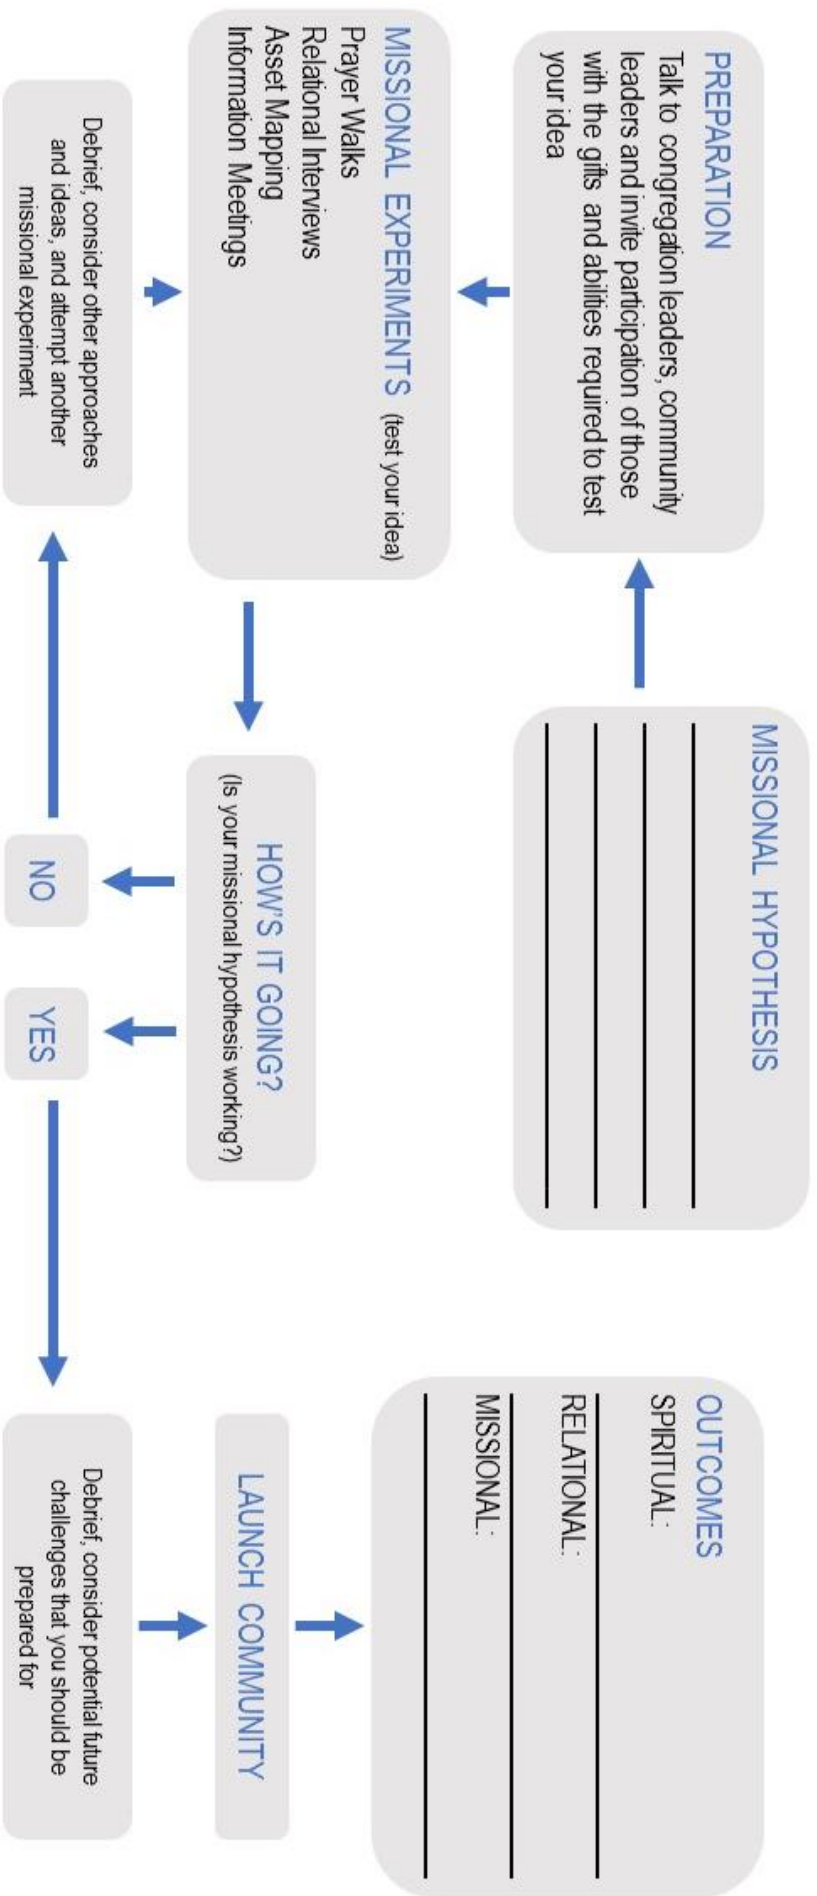 PREPARATION
Talk to congregation leaders, community
leaders and invite participation of those
with the gifts and abilities required to test
your idea
MISSIONAL HYPOTHESIS
OUTCOMES
SPIRITUAL:
RELATIONAL:
MISSIONAL:
MISSIONAL EXPERIMENTS (test your idea)
Prayer Walks
Relational Interviews
Asset Mapping
Information Meetings
HOW'S IT GOING?
(Is your missional hypothesis working?)
LAUNCH COMMUNITY
Debrief, consider other approaches
and ideas, and attempt another
missional experiment
NO
YES
Debrief, consider potential future
challenges that you should be
prepared for